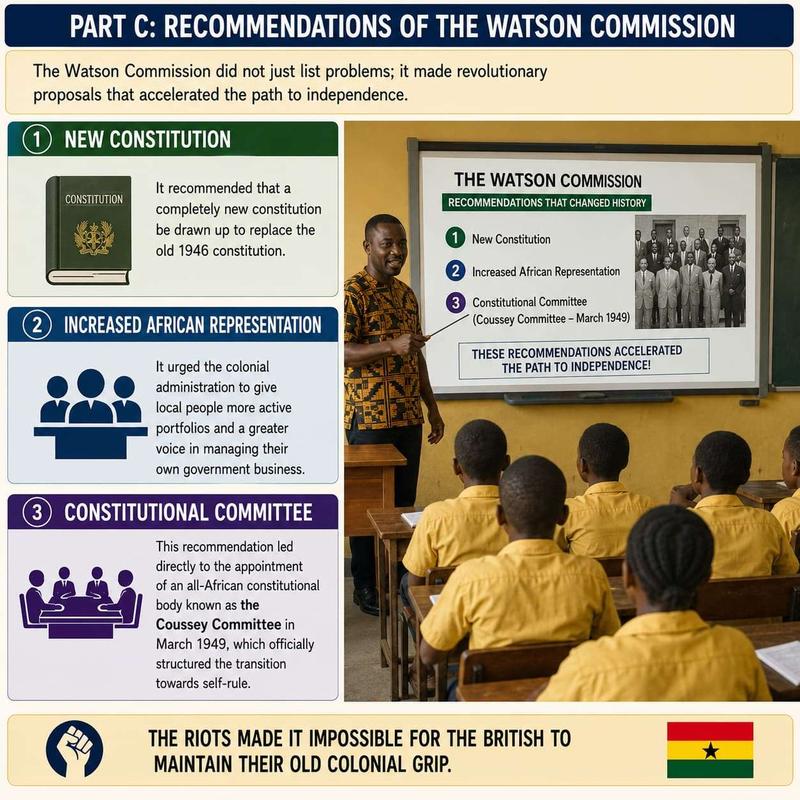 PART C: RECOMMENDATIONS OF THE WATSON COMMISSION
The Watson Commission did not just list problems; it made revolutionary
proposals that accelerated the path to independence.
1 NEW CONSTITUTION
CONSTITUTION
It recommended that a
completely new constitution
be drawn up to replace the
old 1946 constitution.
2 INCREASED AFRICAN REPRESENTATION
It urged the colonial
administration to give
local people more active
portfolios and a greater
voice in managing their
own government business.
3 CONSTITUTIONAL COMMITTEE
This recommendation led
directly to the appointment
of an all-African constitutional
body known as the
Coussey Committee in
March 1949, which officially
structured the transition
towards self-rule.
THE WATSON COMMISSION
RECOMMENDATIONS THAT CHANGED HISTORY
1 New Constitution
2 Increased African Representation
3 Constitutional Committee
(Coussey Committee – March 1949)
THESE RECOMMENDATIONS ACCELERATED
THE PATH TO INDEPENDENCE!
THE RIOTS MADE IT IMPOSSIBLE FOR THE BRITISH TO
MAINTAIN THEIR OLD COLONIAL GRIP.